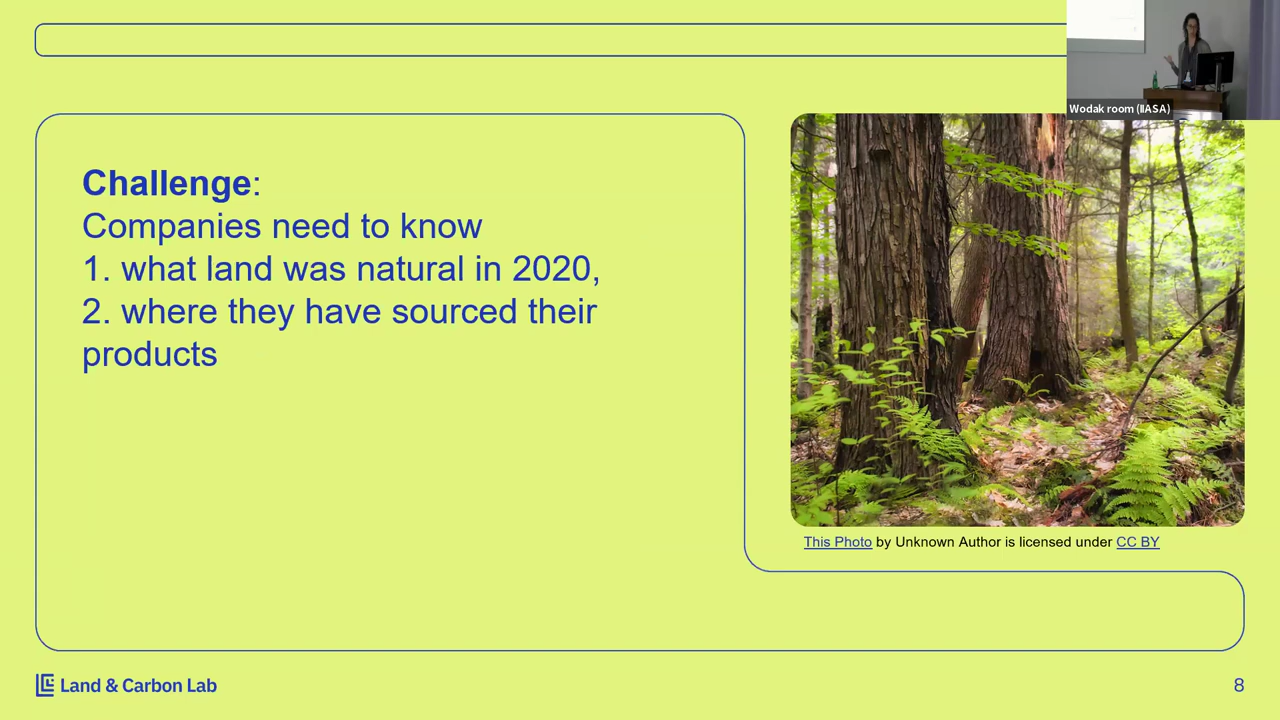 Wodak room (IIASA)
Challenge:
Companies need to know
1. what land was natural in 2020,
2. where they have sourced their
products
This Photo by Unknown Author is licensed under CC BY
Land & Carbon Lab
8